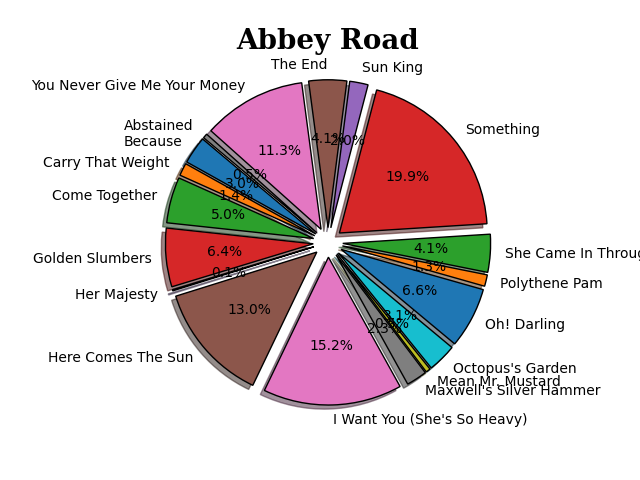 Abbey Road
The End
Sun King
You Never Give Me Your Money
Something
Abstained
Because
Carry That Weight
Come Together
Golden Slumbers
Her Majesty
Here Comes The Sun
I Want You (She's So Heavy)
Maxwell's Silver Hammer
Mean Mr. Mustard
Octopus's Garden
Oh! Darling
Polythene Pam
She Came In Throug
4.1%
2.0%
11.3%
19.9%
0.5%
3.0%
1.4%
5.0%
6.4%
0.1%
13.0%
15.2%
2.3%
3.1%
6.6%
1.3%
4.1%